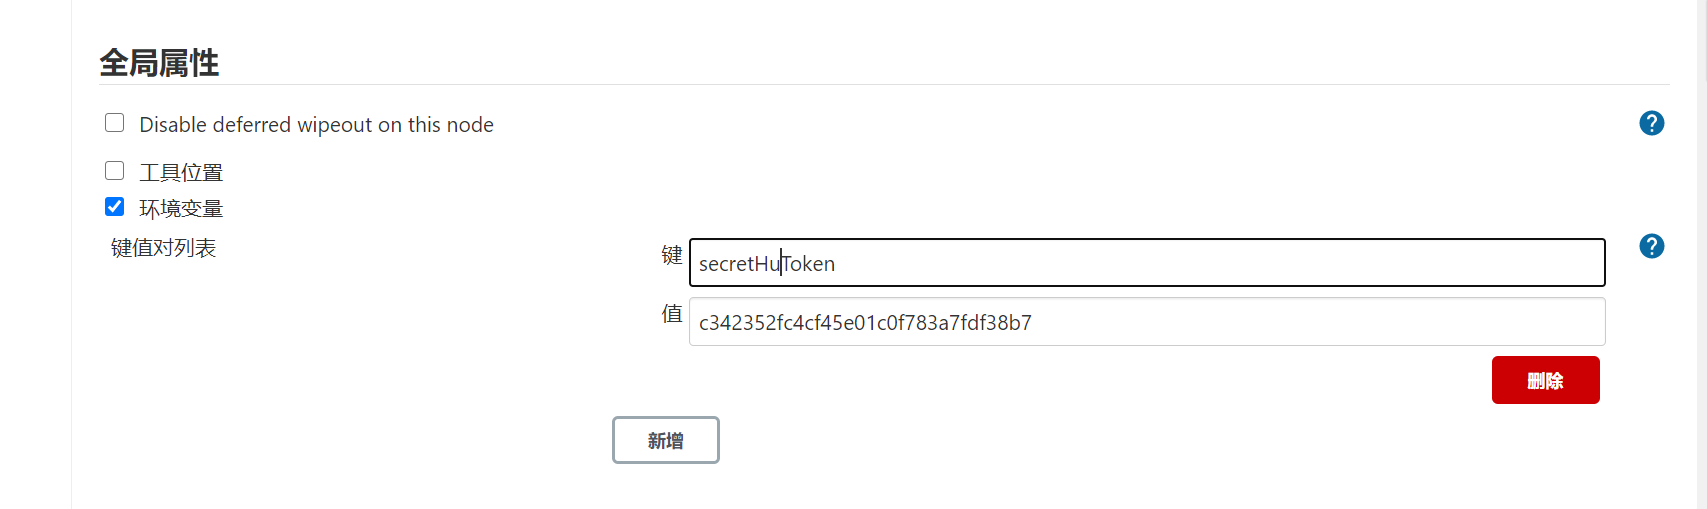 全局属性
Disable deferred wipeout on this node
?
工具位置
环境变量
键值对列表
键
secretHuToken
?
值
c342352fc4cf45e01c0f783a7fdf38b7
删除
新增